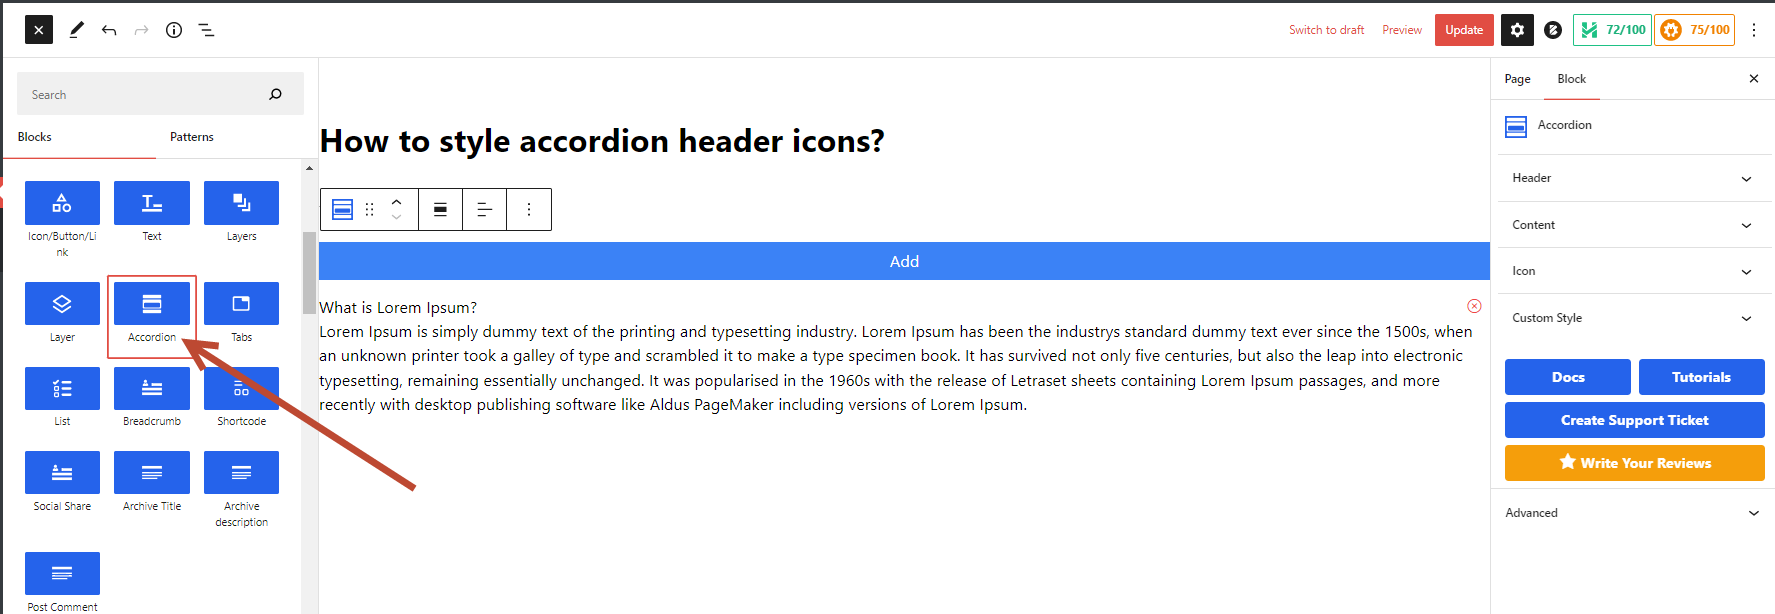 Switch to draft Preview Update 72/100 75/100
Search
Blocks Patterns
Icon/Button/Li
nk
Text
Layers
Layer
Accordion
Tabs
List
Breadcrumb
Shortcode
Social Share
Archive Title
Archive
description
Post Comment
How to style accordion header icons?
Add
What is Lorem Ipsum?
Lorem Ipsum is simply dummy text of the printing and typesetting industry. Lorem Ipsum has been the industrys standard dummy text ever since the 1500s, when
an unknown printer took a galley of type and scrambled it to make a type specimen book. It has survived not only five centuries, but also the leap into electronic
typesetting, remaining essentially unchanged. It was popularised in the 1960s with the release of Letraset sheets containing Lorem Ipsum passages, and more
recently with desktop publishing software like Aldus PageMaker including versions of Lorem Ipsum.
Page Block
Accordion
Header
Content
Icon
Custom Style
Docs Tutorials
Create Support Ticket
Write Your Reviews
Advanced